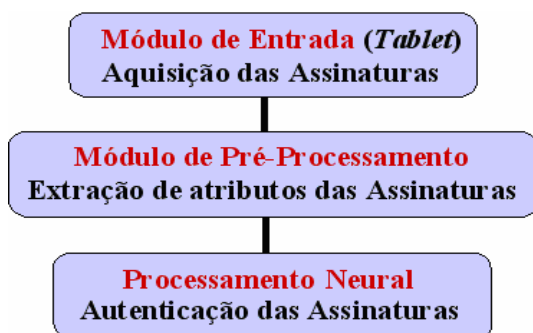 Módulo de Entrada (Tablet)
Aquisição das Assinaturas
Módulo de Pré-Processamento
Extração de atributos das Assinaturas
Processamento Neural
Autenticação das Assinaturas